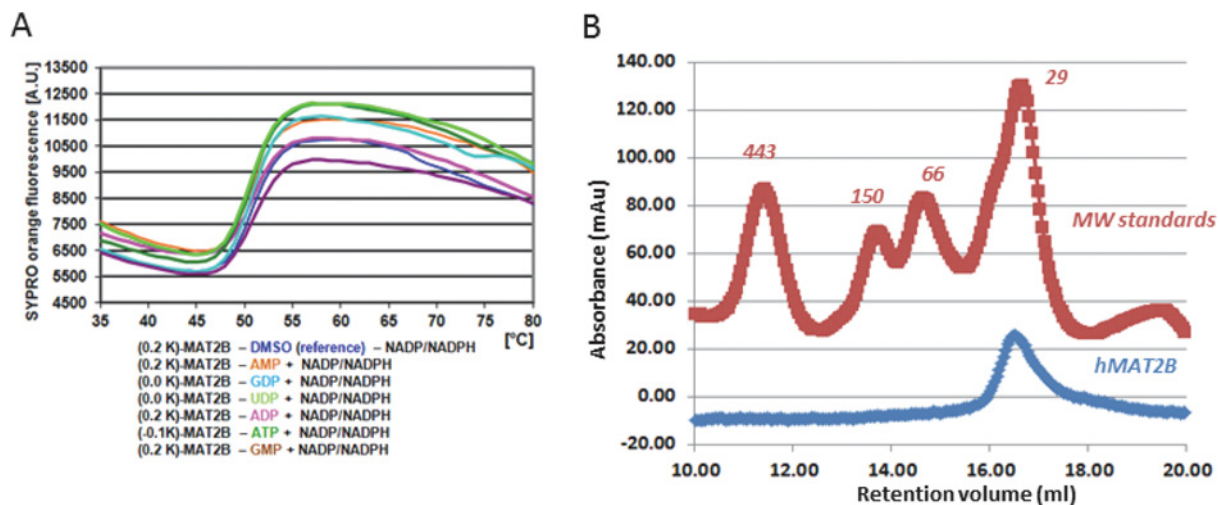 A
SYPRO orange fluorescence [A.U.]
13500
12500
11500
10500
9500
8500
7500
6500
5500
4500
35 40 45 50 55 60 65 70 75 80
[°C]
(0.2 K)-MAT2B – DMSO (reference) – NADP/NADPH
(0.2 K)-MAT2B – AMP + NADP/NADPH
(0.0 K)-MAT2B – GDP + NADP/NADPH
(0.0 K)-MAT2B – UDP + NADP/NADPH
(0.2 K)-MAT2B – ADP + NADP/NADPH
(-0.1K)-MAT2B – ATP + NADP/NADPH
(0.2 K)-MAT2B – GMP + NADP/NADPH
B
Absorbance (mAu)
140.00
120.00
100.00
80.00
60.00
40.00
20.00
0.00
-20.00
443
150
66
29
MW standards
hMAT2B
10.00 12.00 14.00 16.00 18.00 20.00
Retention volume (ml)